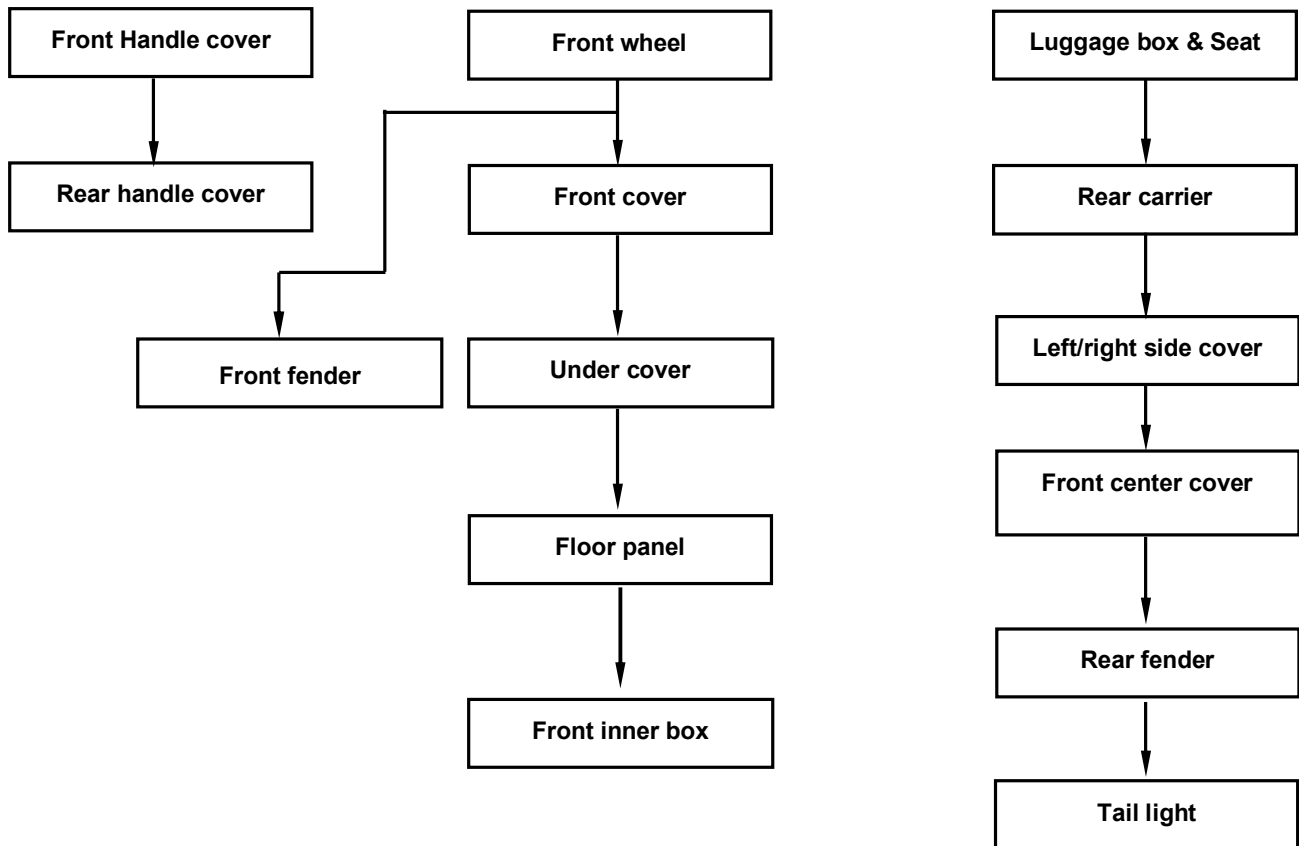 Front Handle cover
Front wheel
Luggage box & Seat
Rear handle cover
Front cover
Rear carrier
Front fender
Under cover
Left/right side cover
Front center cover
Floor panel
Rear fender
Front inner box
Tail light